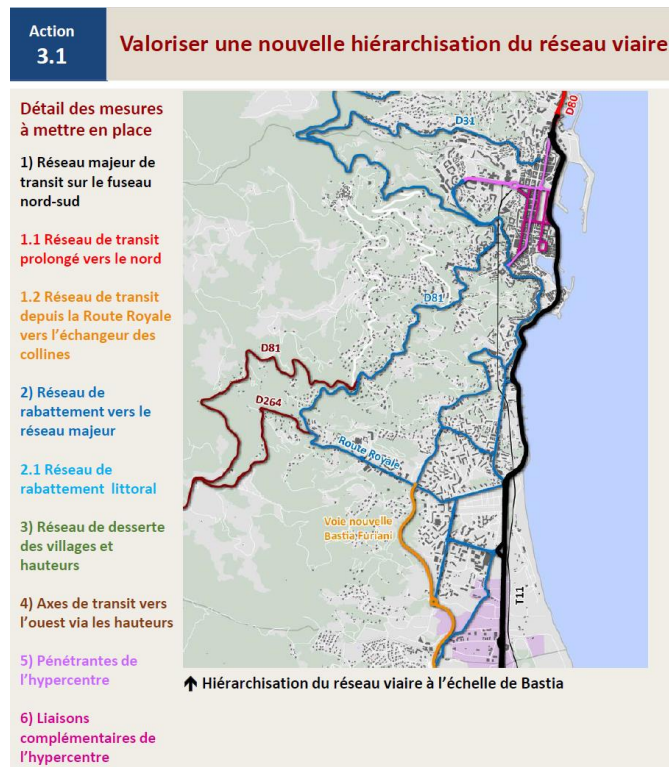 Action
3.1
Valoriser une nouvelle hiérarchisation du réseau viaire
Détail des mesures
à mettre en place
1) Réseau majeur de
transit sur le fuseau
nord-sud
1.1 Réseau de transit
prolongé vers le nord
1.2 Réseau de transit
depuis la Route Royale
vers l'échangeur des
collines
2) Réseau de
rabattement vers le
réseau majeur
2.1 Réseau de
rabattement littoral
3) Réseau de desserte
des villages et
hauteurs
4) Axes de transit vers
l'ouest via les hauteurs
5) Pénétrantes de
l'hypercentre
6) Liaisons
complémentaires de
l'hypercentre
D80
D31
D81
D81
D264
Route Royale
Voie nouvelle
Bastia Furiani
T11
↑ Hiérarchisation du réseau viaire à l'échelle de Bastia